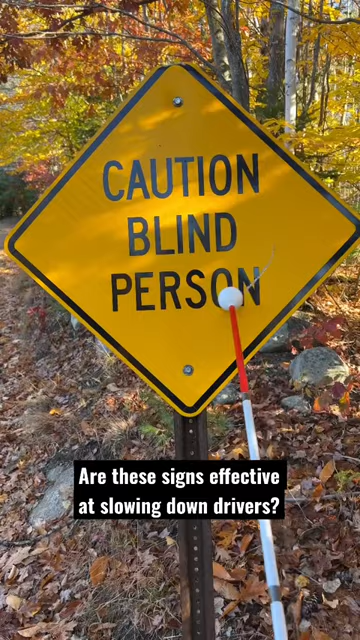 CAUTION
BLIND
PERSON
Are these signs effective
at slowing down drivers?